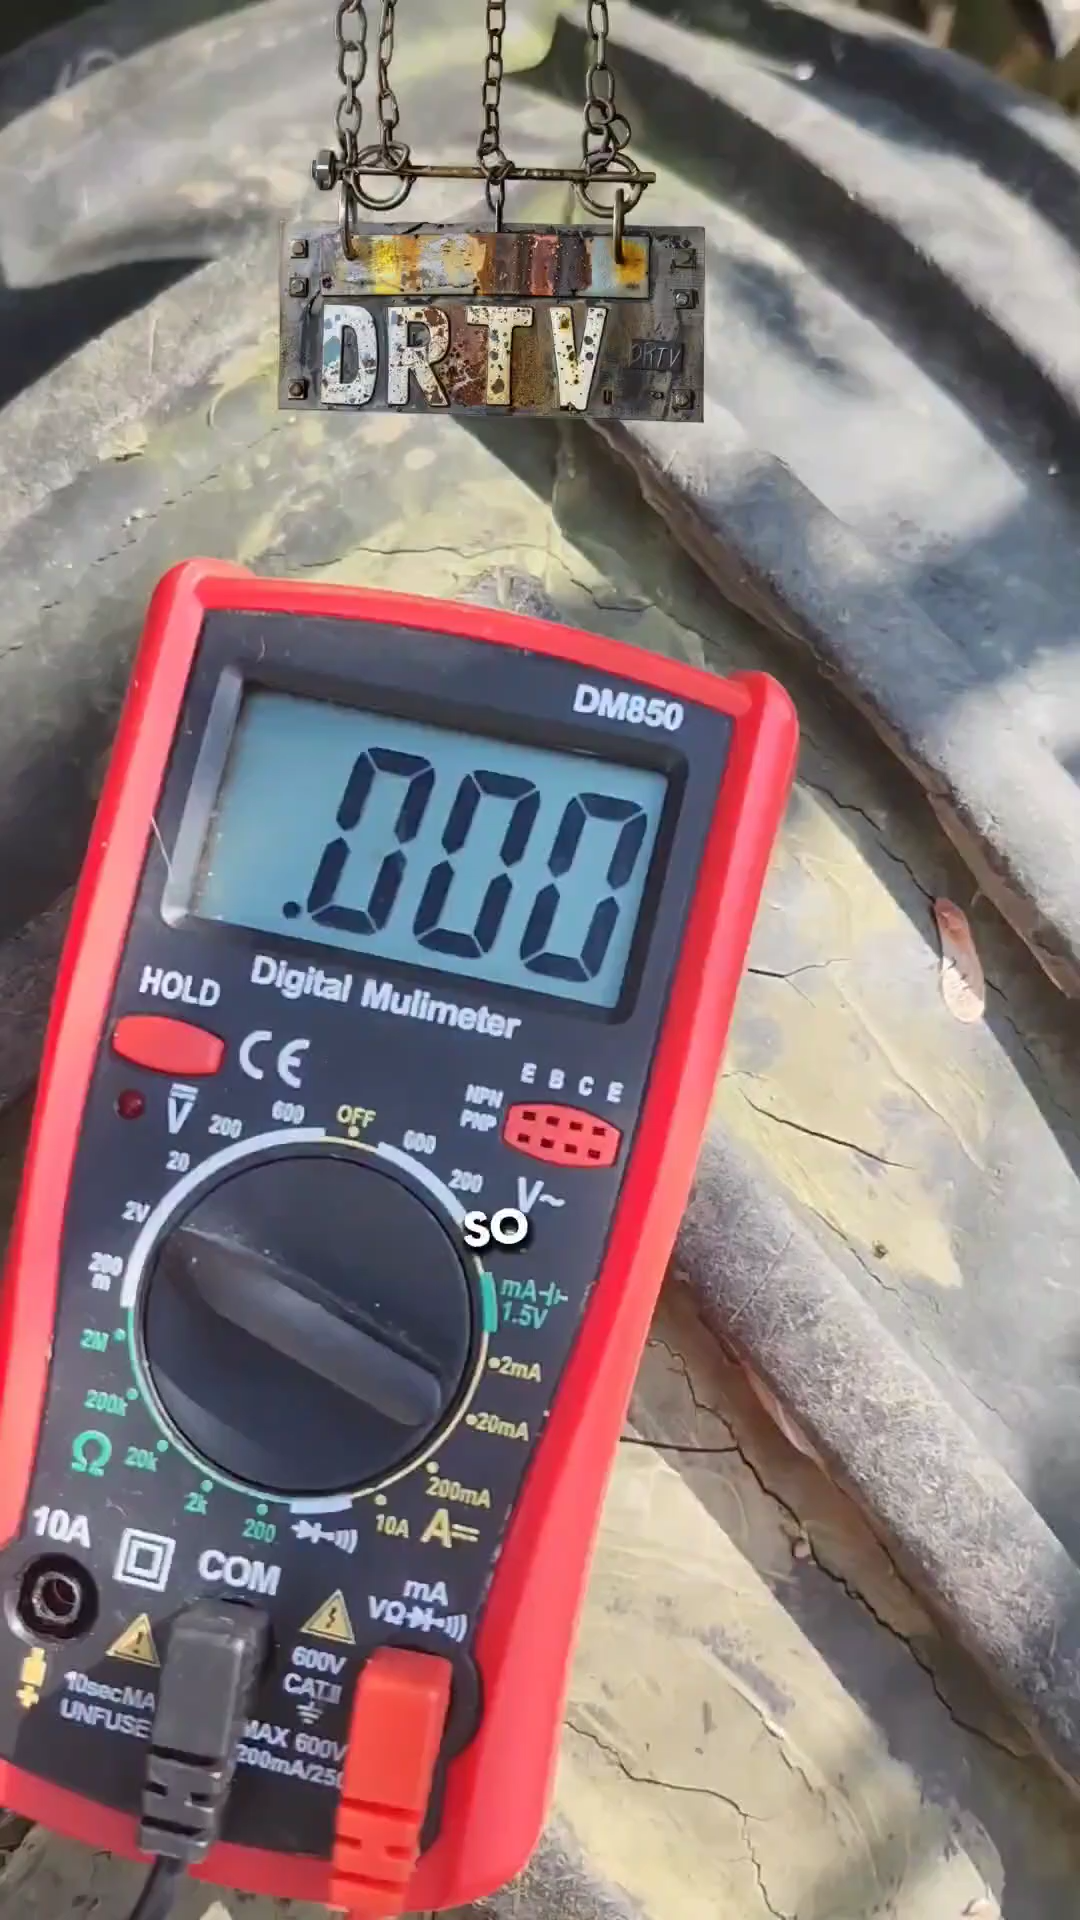 DRTV
DRTV
DM850
.000
HOLD
Digital Mulimeter
CE
E B C E
NPN
PNP
V
200
600
OFF
600
200
V~
20
2V
200
m
SO
mA
1.5V
2M
2mA
200k
20mA
Ω
20k
200mA
2k
200
10A
A
10A
COM
mA
VΩ
600V
CAT.II
10secMA
UNFUSE
MAX 600V
200mA/25